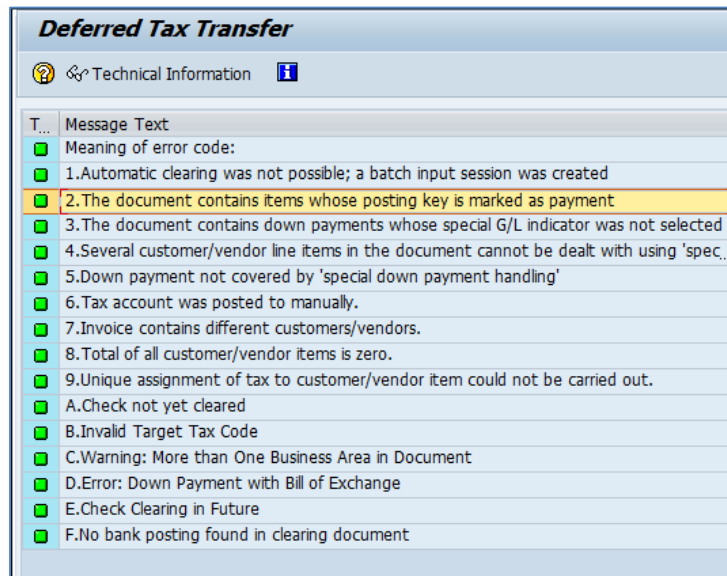 Deferred Tax Transfer
Technical Information
T... Message Text
Meaning of error code:
1.Automatic clearing was not possible; a batch input session was created
2.The document contains items whose posting key is marked as payment
3.The document contains down payments whose special G/L indicator was not selected
4.Several customer/vendor line items in the document cannot be dealt with using 'spec...
5.Down payment not covered by 'special down payment handling'
6.Tax account was posted to manually.
7.Invoice contains different customers/vendors.
8.Total of all customer/vendor items is zero.
9.Unique assignment of tax to customer/vendor item could not be carried out.
A.Check not yet cleared
B.Invalid Target Tax Code
C.Warning: More than One Business Area in Document
D.Error: Down Payment with Bill of Exchange
E.Check Clearing in Future
F.No bank posting found in clearing document